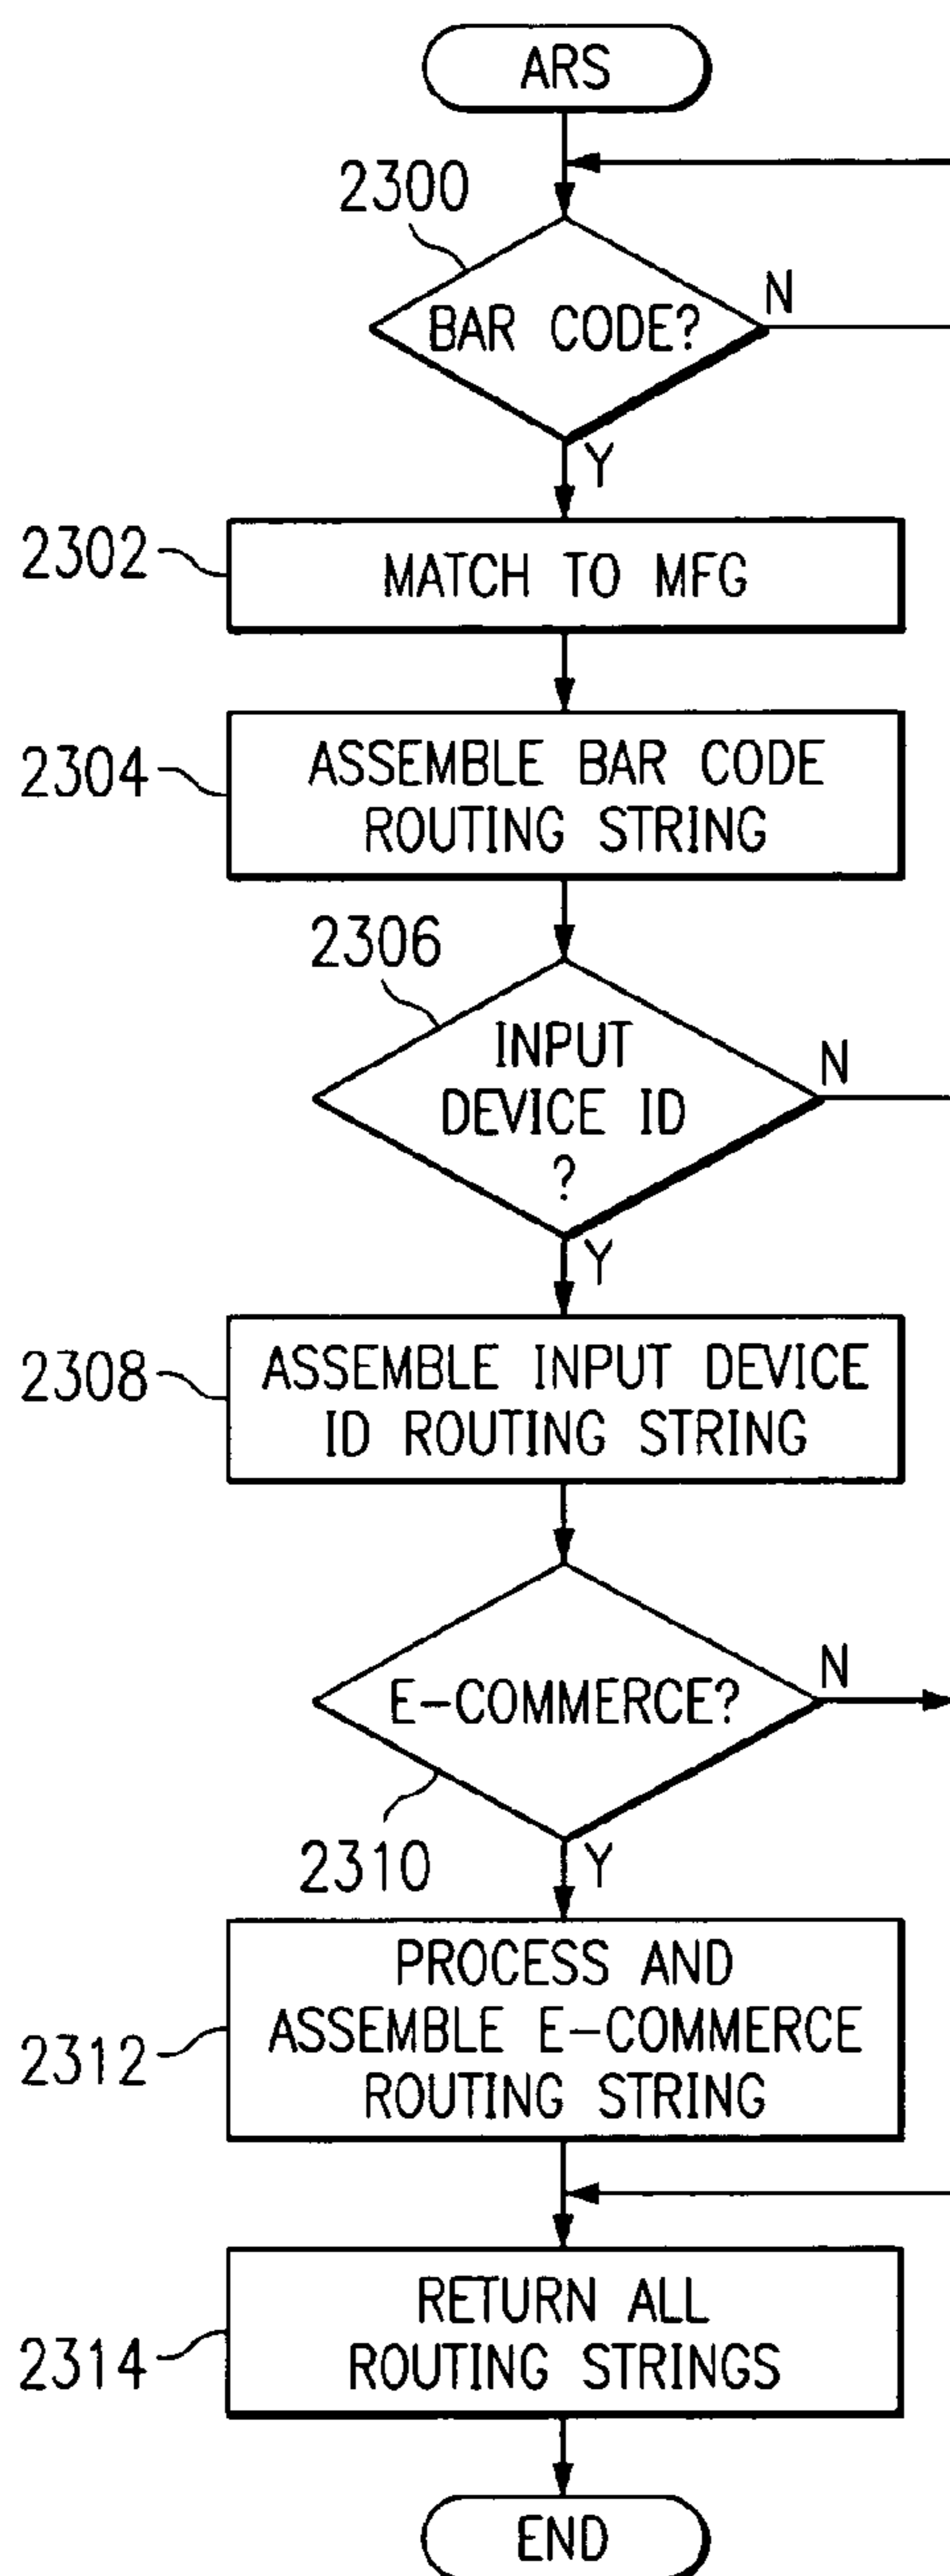 ARS
2300
BAR CODE?
N
Y
2302
MATCH TO MFG
2304
ASSEMBLE BAR CODE
ROUTING STRING
2306
INPUT
DEVICE ID
?
N
Y
2308
ASSEMBLE INPUT DEVICE
ID ROUTING STRING
E-COMMERCE?
N
2310
Y
2312
PROCESS AND
ASSEMBLE E-COMMERCE
ROUTING STRING
2314
RETURN ALL
ROUTING STRINGS
END